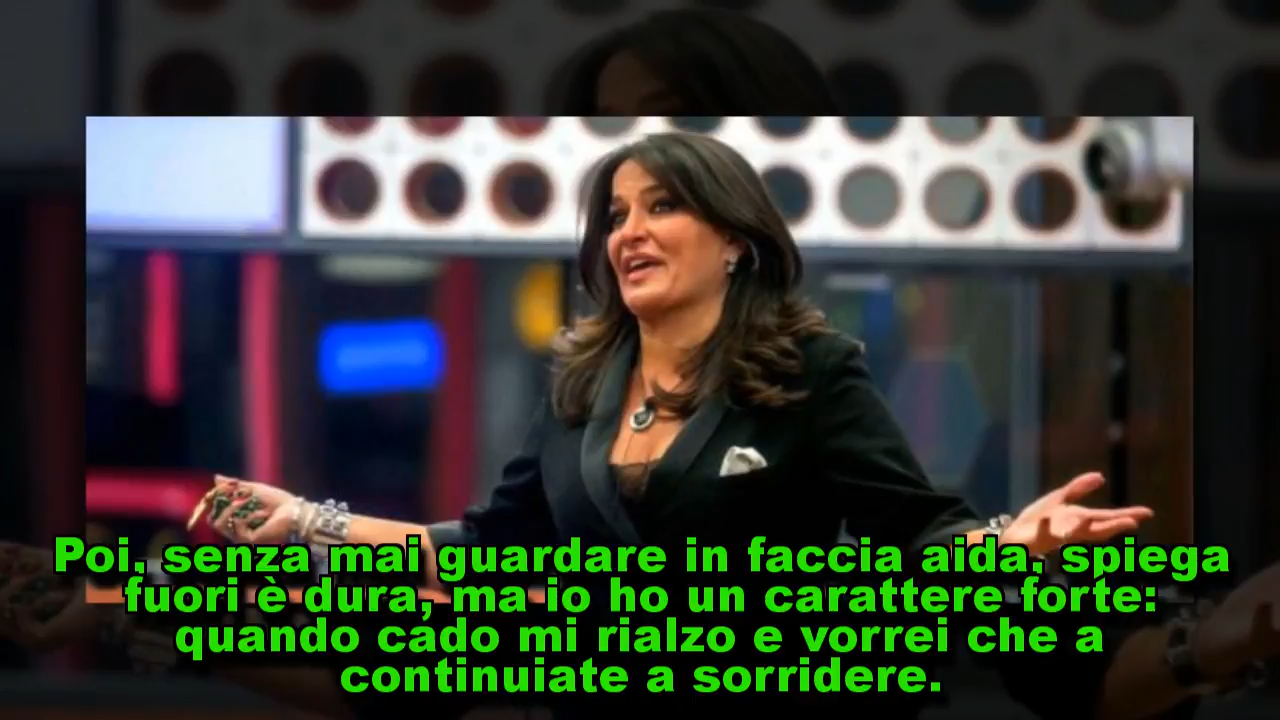 Poi, senza mai guardare in faccia aida, spiega
fuori è dura, ma io ho un carattere forte:
quando cado mi rialzo e vorrei che a
continuiate a sorridere.